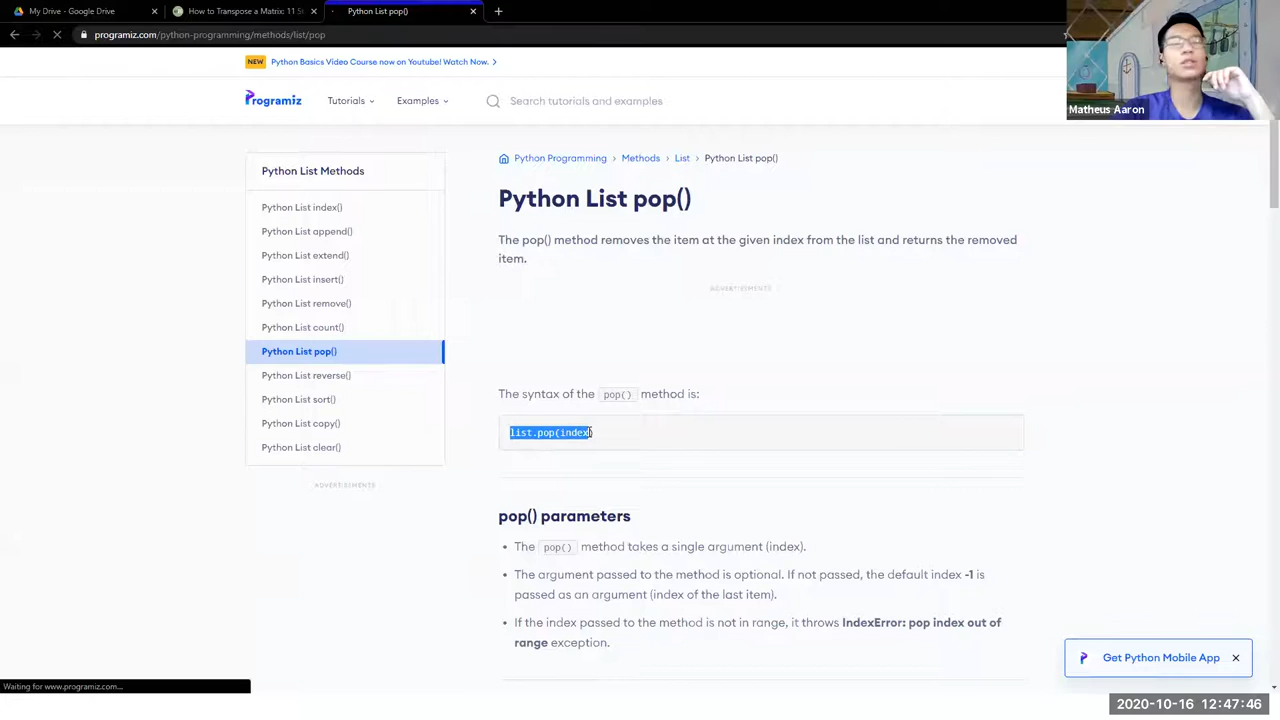 My Drive - Google Drive
How to Transpose a Matrix: 11 St
Python List pop()
programiz.com/python-programming/methods/list/pop
NEW Python Basics Video Course now on Youtube! Watch Now.
Programiz
Tutorials
Examples
Search tutorials and examples
Matheus Aaron
Python List Methods
Python List index()
Python List append()
Python List extend()
Python List insert()
Python List remove()
Python List count()
Python List pop()
Python List reverse()
Python List sort()
Python List copy()
Python List clear()
ADVERTISEMENTS
Python Programming > Methods > List > Python List pop()
Python List pop()
The pop() method removes the item at the given index from the list and returns the removed
item.
ADVERTISEMENTS
The syntax of the pop() method is:
list.pop(index)
pop() parameters
• The pop() method takes a single argument (index).
• The argument passed to the method is optional. If not passed, the default index -1 is
passed as an argument (index of the last item).
• If the index passed to the method is not in range, it throws IndexError: pop index out of
range exception.
Get Python Mobile App
Waiting for www.programiz.com...
2020-10-16 12:47:46